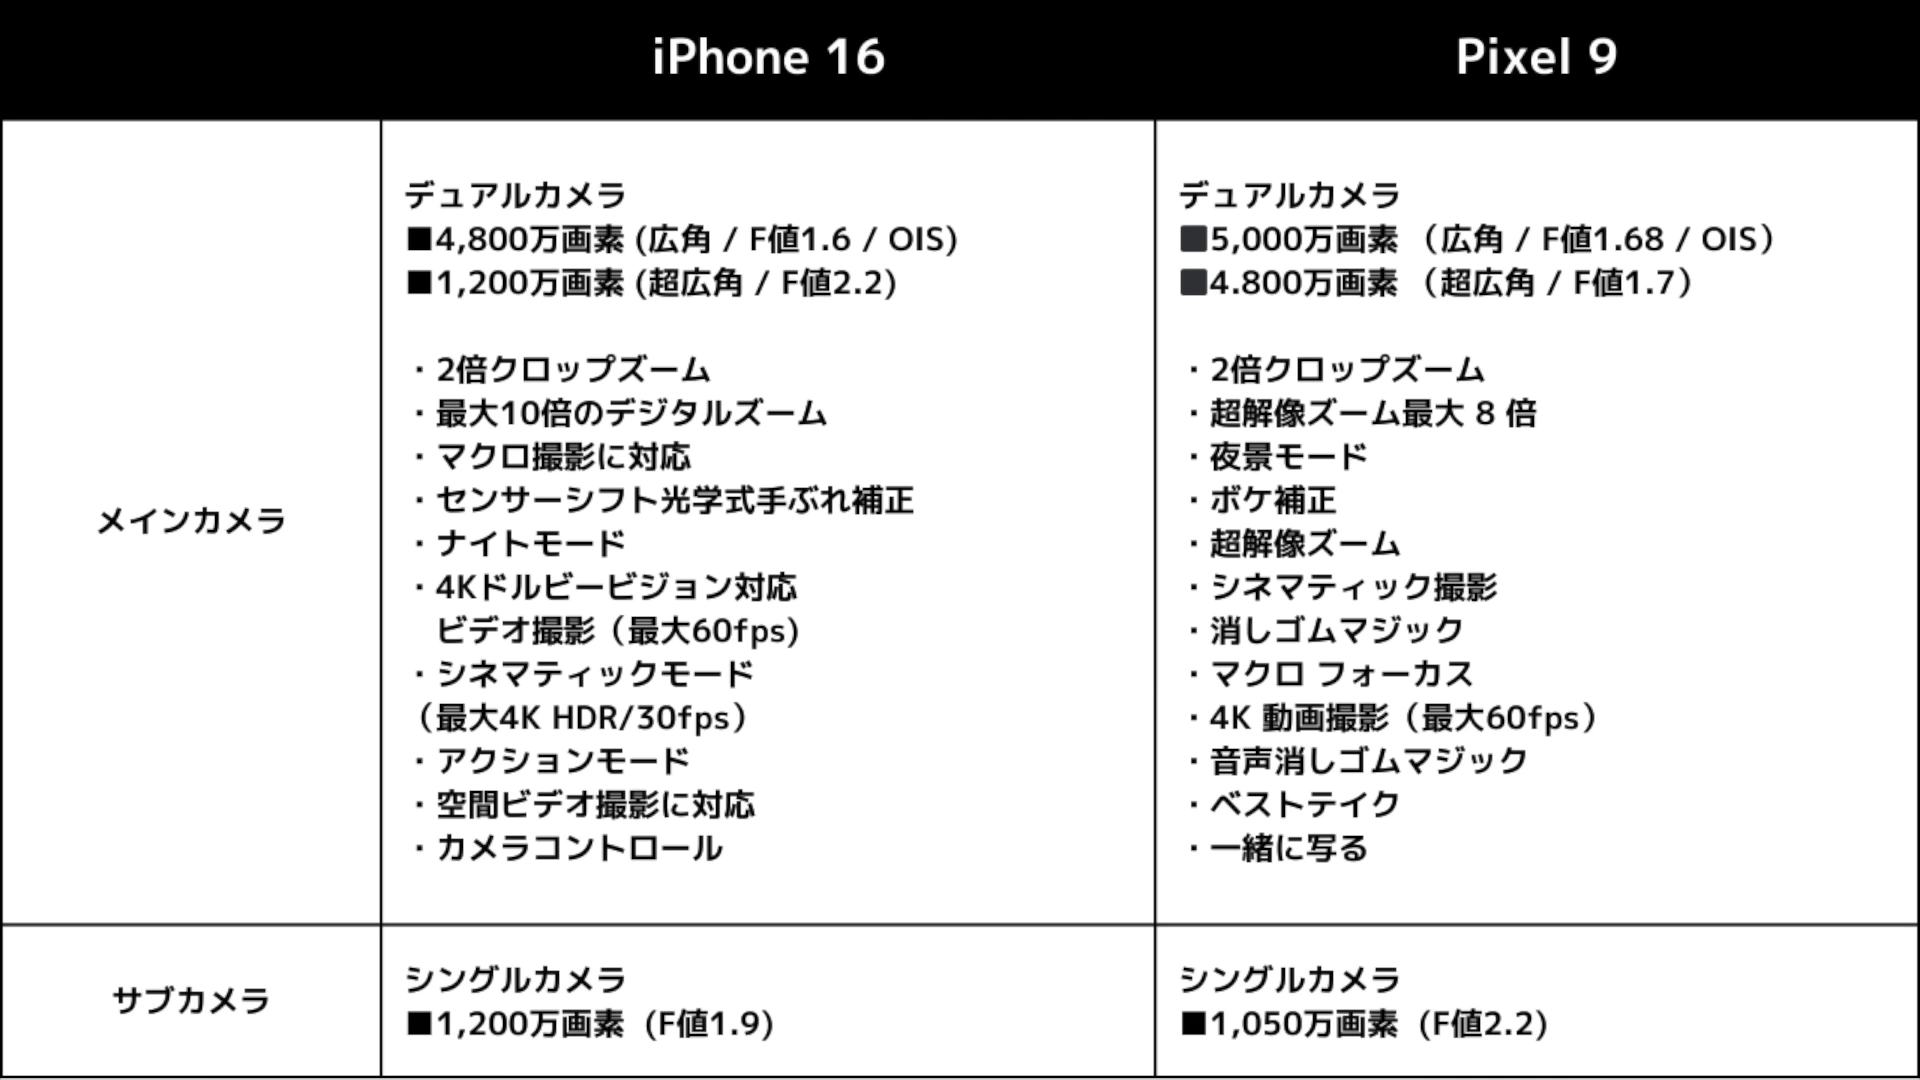 iPhone 16
Pixel 9
メインカメラ
デュアルカメラ
■4,800万画素 (広角 / F値1.6 / OIS)
■1,200万画素 (超広角 / F値2.2)
・2倍クロップズーム
・最大10倍のデジタルズーム
・マクロ撮影に対応
・センサーシフト光学式手ぶれ補正
・ナイトモード
・4Kドルビービジョン対応
ビデオ撮影（最大60fps)
・シネマティックモード
（最大4K HDR/30fps）
・アクションモード
・空間ビデオ撮影に対応
・カメラコントロール
デュアルカメラ
■5,000万画素 （広角 / F値1.68 / OIS）
■4.800万画素 （超広角 / F値1.7）
・2倍クロップズーム
・超解像ズーム最大 8 倍
・夜景モード
・ボケ補正
・超解像ズーム
・シネマティック撮影
・消しゴムマジック
・マクロ フォーカス
・4K 動画撮影（最大60fps）
・音声消しゴムマジック
・ベストテイク
・一緒に写る
サブカメラ
シングルカメラ
■1,200万画素 (F値1.9)
シングルカメラ
■1,050万画素 (F値2.2)